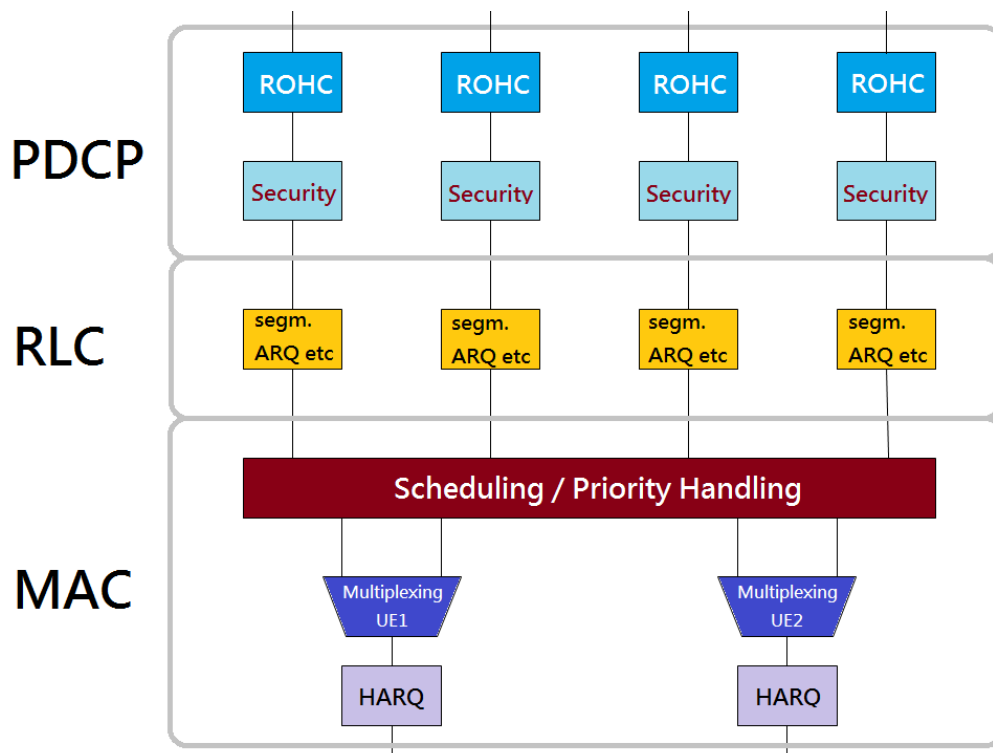 PDCP
ROHC ROHC ROHC ROHC
Security Security Security Security
RLC
segm. segm. segm. segm.
ARQ etc ARQ etc ARQ etc ARQ etc
MAC
Scheduling / Priority Handling
Multiplexing Multiplexing
UE1 UE2
HARQ HARQ